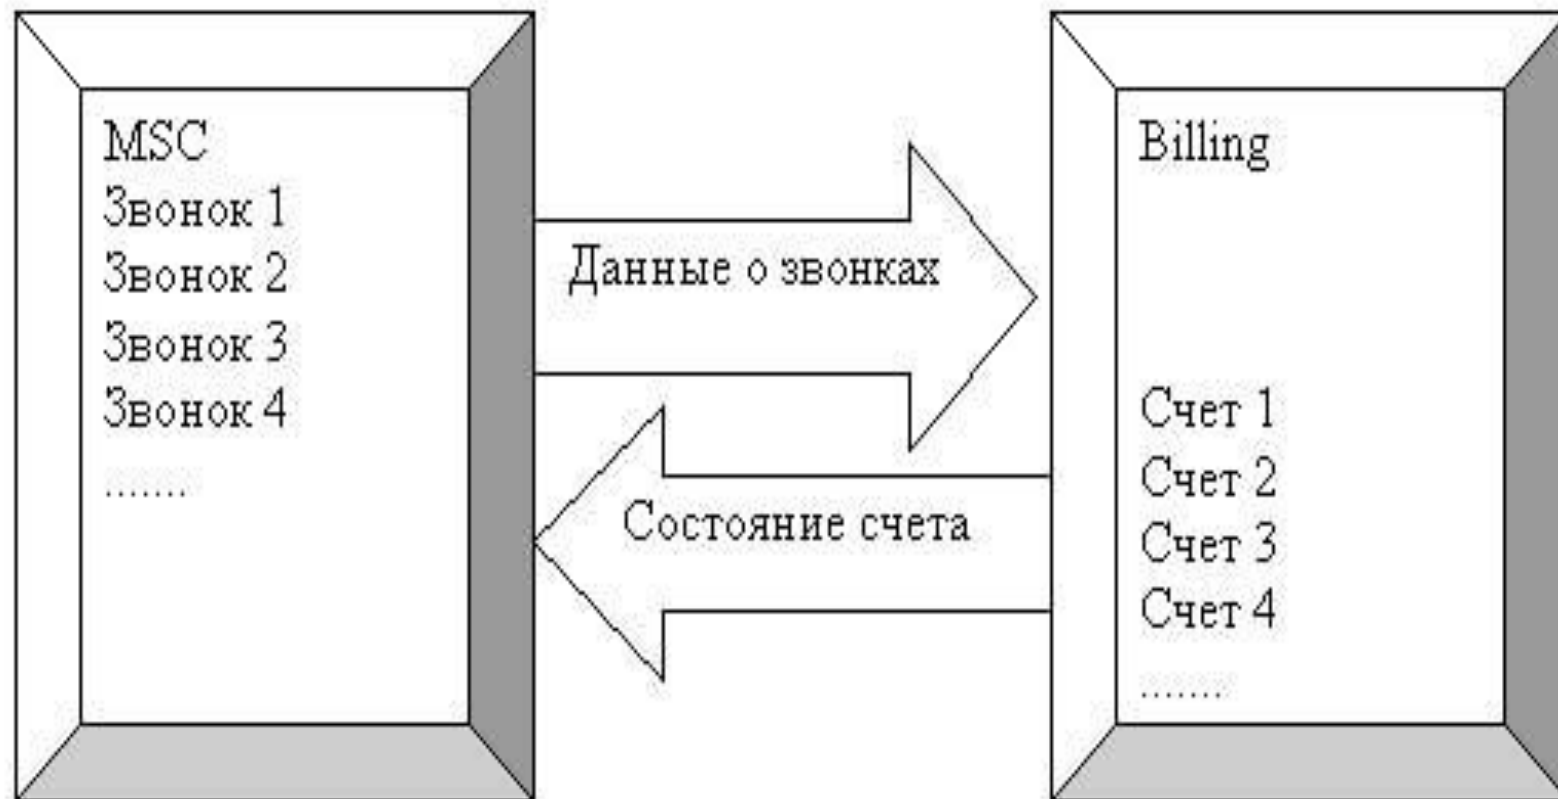 MSC
Звонок 1
Звонок 2
Звонок 3
Звонок 4
.......
Данные о звонках
Состояние счета
Billing
Счет 1
Счет 2
Счет 3
Счет 4
.......